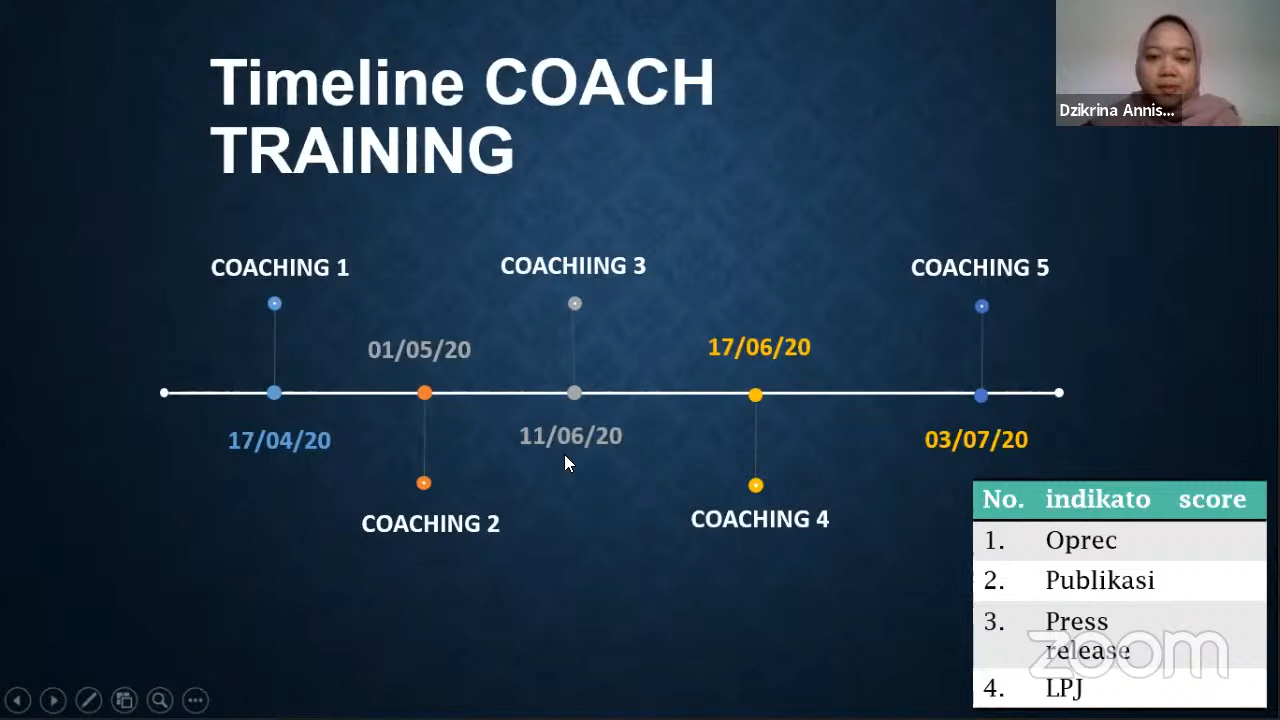 Timeline COACH
TRAINING
Dzikrina Annis...
COACHING 1
COACHIING 3
COACHING 5
01/05/20
17/06/20
17/04/20
11/06/20
03/07/20
COACHING 2
COACHING 4
No. indikato score
1. Oprec
2. Publikasi
3. Press
release
4. LPJ
zoom